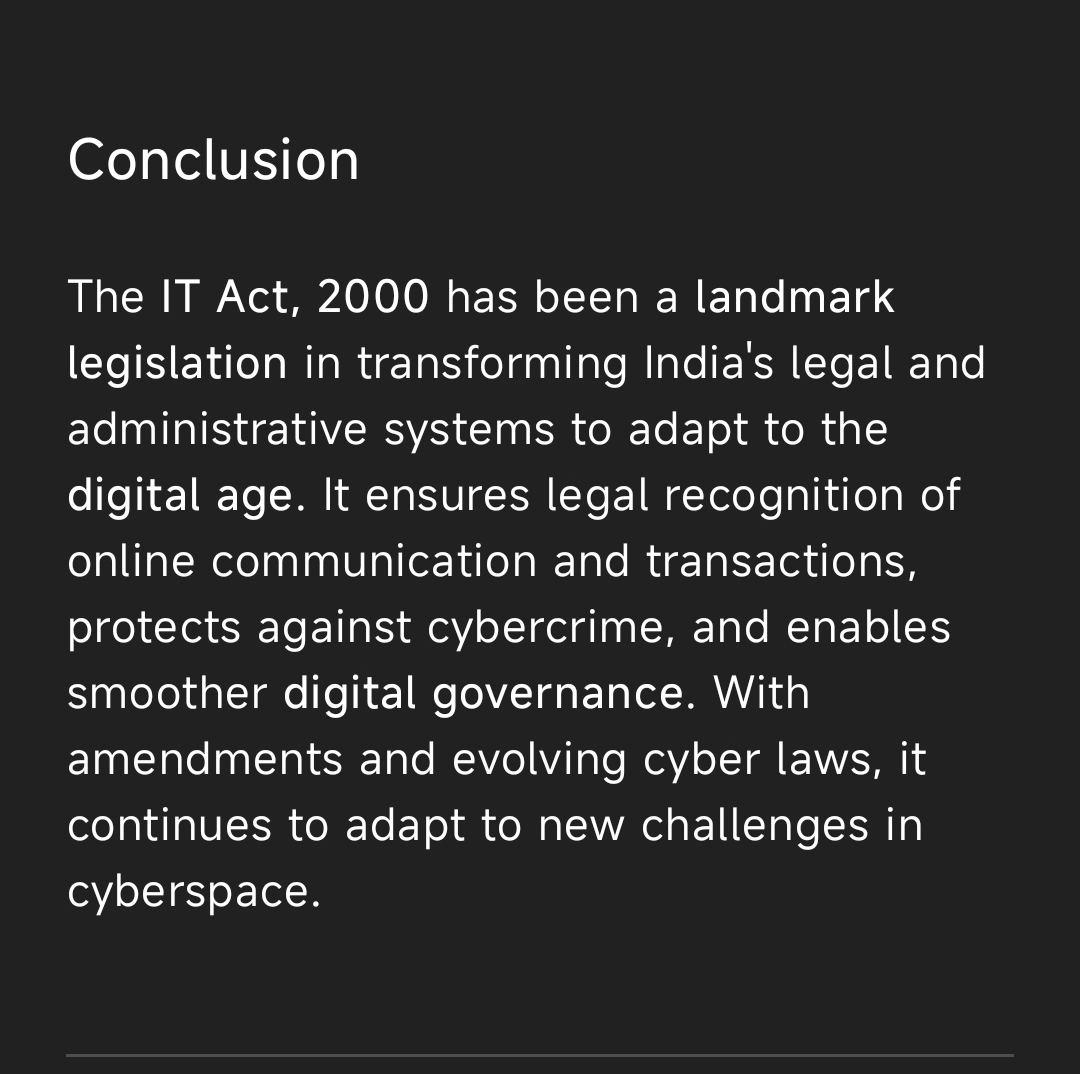 Conclusion
The IT Act, 2000 has been a landmark
legislation in transforming India's legal and
administrative systems to adapt to the
digital age. It ensures legal recognition of
online communication and transactions,
protects against cybercrime, and enables
smoother digital governance. With
amendments and evolving cyber laws, it
continues to adapt to new challenges in
cyberspace.